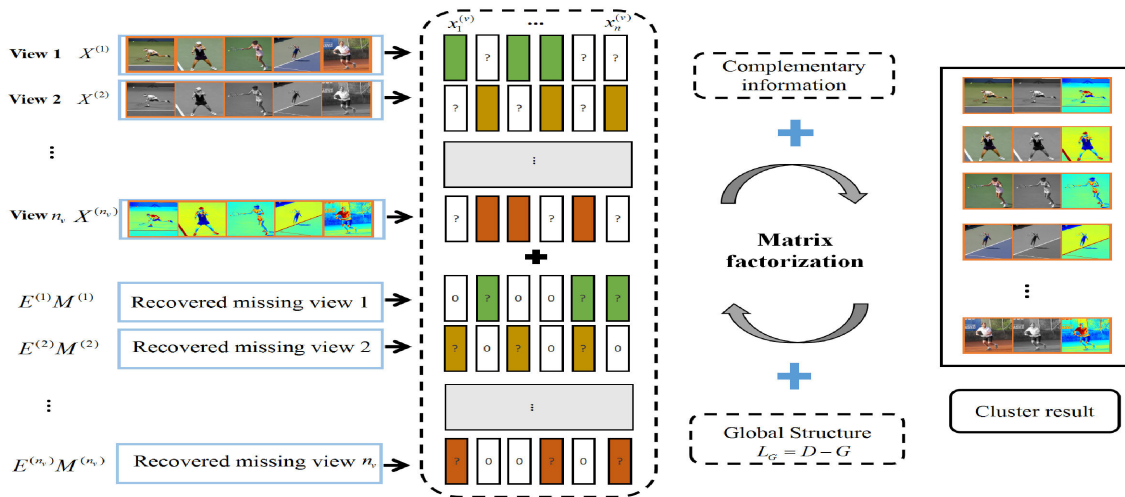 View 1 X^{(1)}
View 2 X^{(2)}
⋮
View n_v X^{(n_v)}
E^{(1)}M^{(1)} Recovered missing view 1
E^{(2)}M^{(2)} Recovered missing view 2
⋮
E^{(n_v)}M^{(n_v)} Recovered missing view n_v
x_1^{(v)} ... x_n^{(v)}
? ? ?
? ? ?
⋮
? ? ?
+
o ? o o ? ?
? o ? o ? o
⋮
? o o ? o ?
Complementary
information
+
Matrix
factorization
+
Global Structure
L_G = D - G
⋮
Cluster result